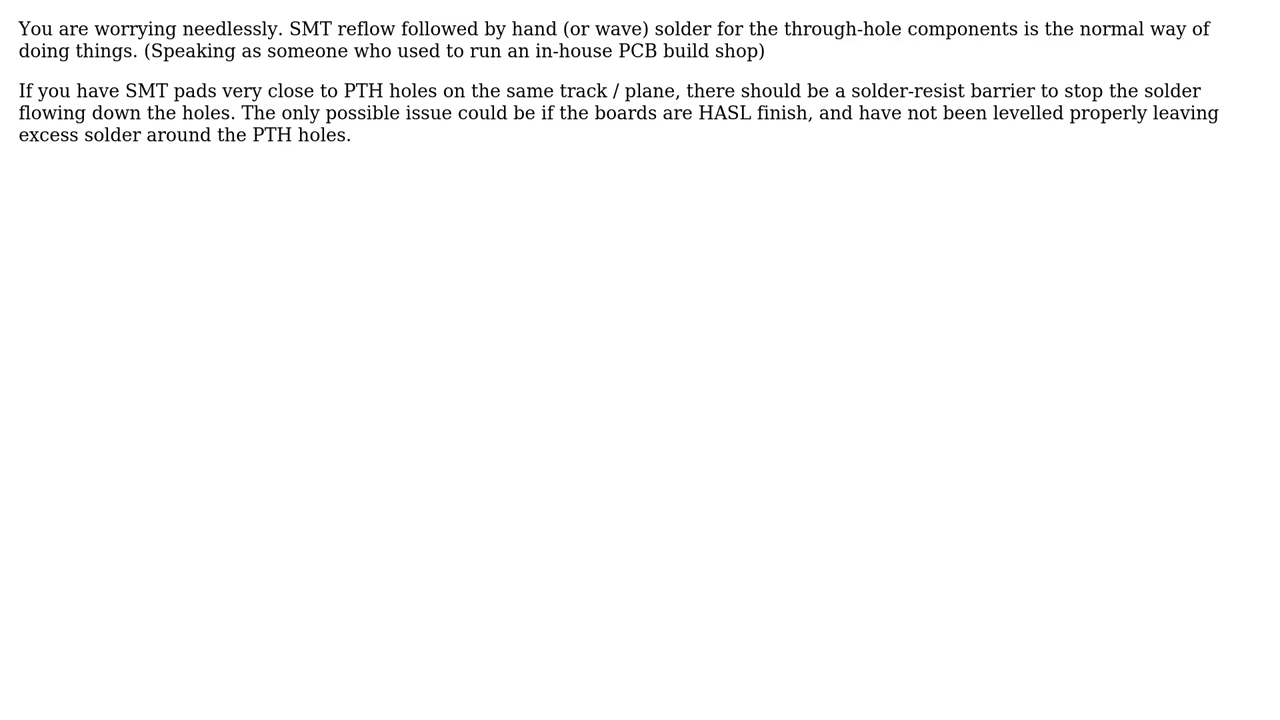 You are worrying needlessly. SMT reflow followed by hand (or wave) solder for the through-hole components is the normal way of
doing things. (Speaking as someone who used to run an in-house PCB build shop)
If you have SMT pads very close to PTH holes on the same track / plane, there should be a solder-resist barrier to stop the solder
flowing down the holes. The only possible issue could be if the boards are HASL finish, and have not been levelled properly leaving
excess solder around the PTH holes.